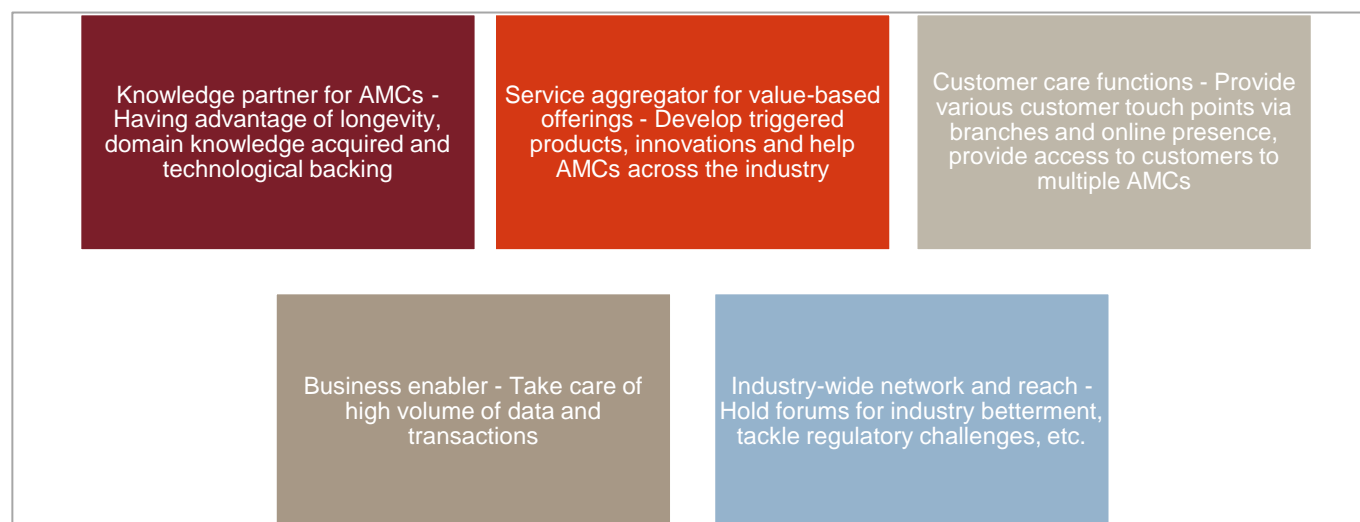 Knowledge partner for AMCs -
Having advantage of longevity,
domain knowledge acquired and
technological backing
Service aggregator for value-based
offerings - Develop triggered
products, innovations and help
AMCs across the industry
Customer care functions - Provide
various customer touch points via
branches and online presence,
provide access to customers to
multiple AMCs
Business enabler - Take care of
high volume of data and
transactions
Industry-wide network and reach -
Hold forums for industry betterment,
tackle regulatory challenges, etc.